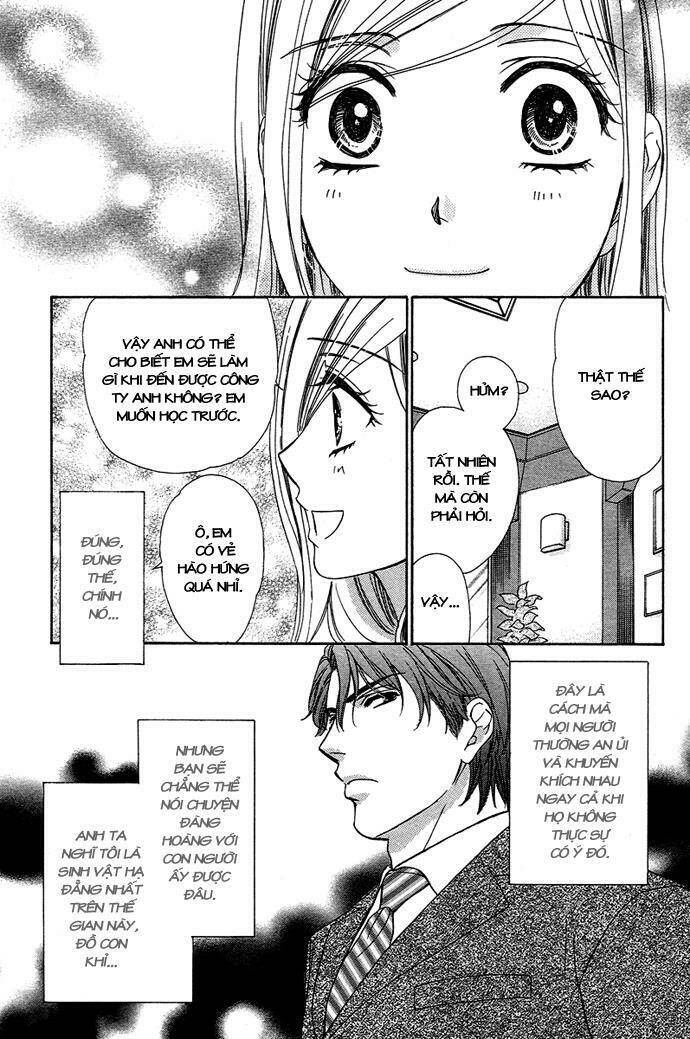 THẬT THẾ
SAO?
HỬM?
TẤT NHIÊN
RỒI. THẾ
MÀ CÒN
PHẢI HỎI.
VẬY...
VẬY ANH CÓ THỂ
CHO BIẾT EM SẼ LÀM
GÌ KHI ĐẾN ĐƯỢC CÔNG
TY ANH KHÔNG? EM
MUỐN HỌC TRƯỚC.
Ô, EM
CÓ VẺ
HÀO HỨNG
QUÁ NHỈ.
ĐÚNG,
ĐÚNG
THẾ,
CHÍNH
NÓ...
ĐÂY LÀ
CÁCH MÀ
MỌI NGƯỜI
THƯỜNG AN ỦI
VÀ KHUYẾN
KHÍCH NHAU
NGAY CẢ KHI
HỌ KHÔNG
THỰC SỰ
CÓ Ý ĐÓ.
NHƯNG
BẠN SẼ
CHẲNG THỂ
NÓI CHUYỆN
ĐÀNG
HOÀNG VỚI
CON NGƯỜI
ẤY ĐƯỢC
ĐÂU.
ANH TA
NGHĨ TÔI LÀ
SINH VẬT HẠ
ĐẲNG NHẤT
TRÊN THẾ
GIAN NÀY,
ĐỒ CON
KHỈ...